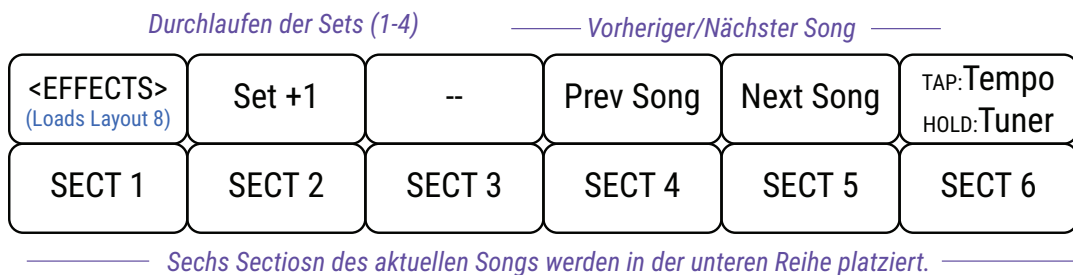 Durchlaufen der Sets (1-4)
Vorheriger/Nächster Song
<EFFECTS>
(Loads Layout 8)
Set +1
--
Prev Song
Next Song
TAP:Tempo
HOLD:Tuner
SECT 1
SECT 2
SECT 3
SECT 4
SECT 5
SECT 6
Sechs Sectiosn des aktuellen Songs werden in der unteren Reihe platziert.